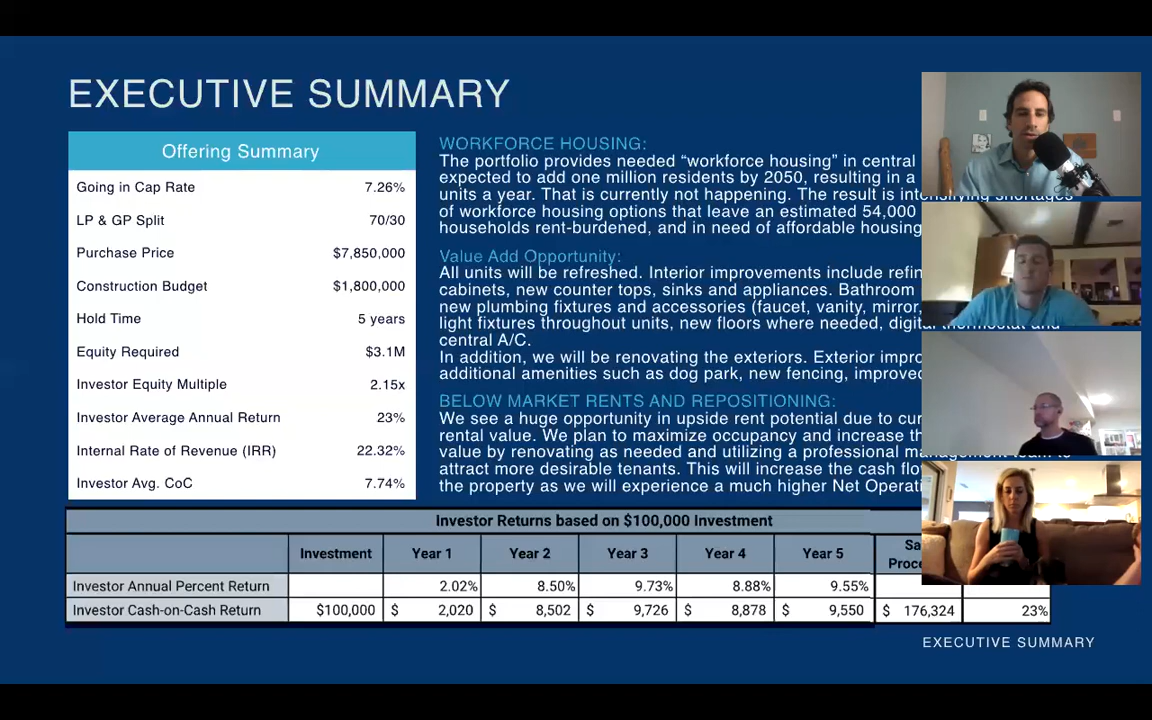 EXECUTIVE SUMMARY
Offering Summary
Going in Cap Rate 7.26%
LP & GP Split 70/30
Purchase Price $7,850,000
Construction Budget $1,800,000
Hold Time 5 years
Equity Required $3.1M
Investor Equity Multiple 2.15x
Investor Average Annual Return 23%
Internal Rate of Revenue (IRR) 22.32%
Investor Avg. CoC 7.74%
WORKFORCE HOUSING:
The portfolio provides needed “workforce housing” in central
expected to add one million residents by 2050, resulting in a
units a year. That is currently not happening. The result is intensifying shortages
of workforce housing options that leave an estimated 54,000
households rent-burdened, and in need of affordable housing
Value Add Opportunity:
All units will be refreshed. Interior improvements include
cabinets, new counter tops, sinks and appliances. Bathroom
new plumbing fixtures and accessories (faucet, vanity, mirror,
light fixtures throughout units, new floors where needed, digital thermostat and
central A/C.
In addition, we will be renovating the exteriors. Exterior
additional amenities such as dog park, new fencing, improved
BELOW MARKET RENTS AND REPOSITIONING:
We see a huge opportunity in upside rent potential due to
rental value. We plan to maximize occupancy and increase
value by renovating as needed and utilizing a professional management team to
attract more desirable tenants. This will increase the cash
the property as we will experience a much higher Net
Investor Returns based on $100,000 Investment
Investment Year 1 Year 2 Year 3 Year 4 Year 5
Investor Annual Percent Return 2.02% 8.50% 9.73% 8.88% 9.55%
Investor Cash-on-Cash Return $100,000 $ 2,020 $ 8,502 $ 9,726 $ 8,878 $ 9,550 $ 176,324 23%
EXECUTIVE SUMMARY